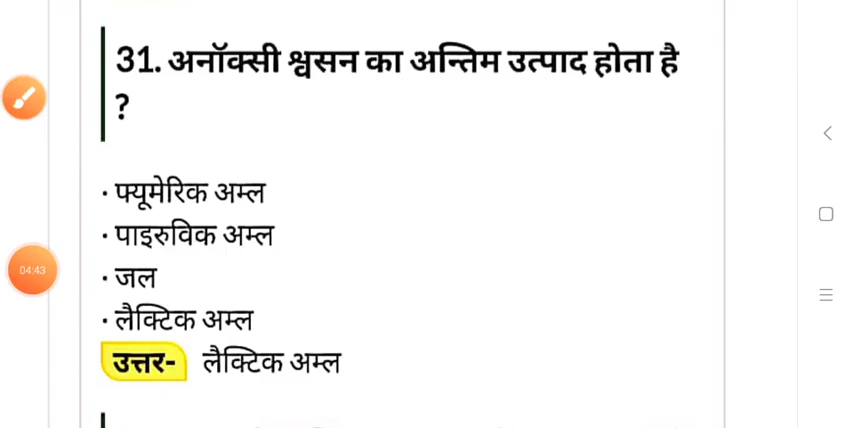 31. अनॉक्सी श्वसन का अन्तिम उत्पाद होता है
?
· फ्यूमेरिक अम्ल
· पाइरुविक अम्ल
· जल
· लैक्टिक अम्ल
उत्तर- लैक्टिक अम्ल
04:43